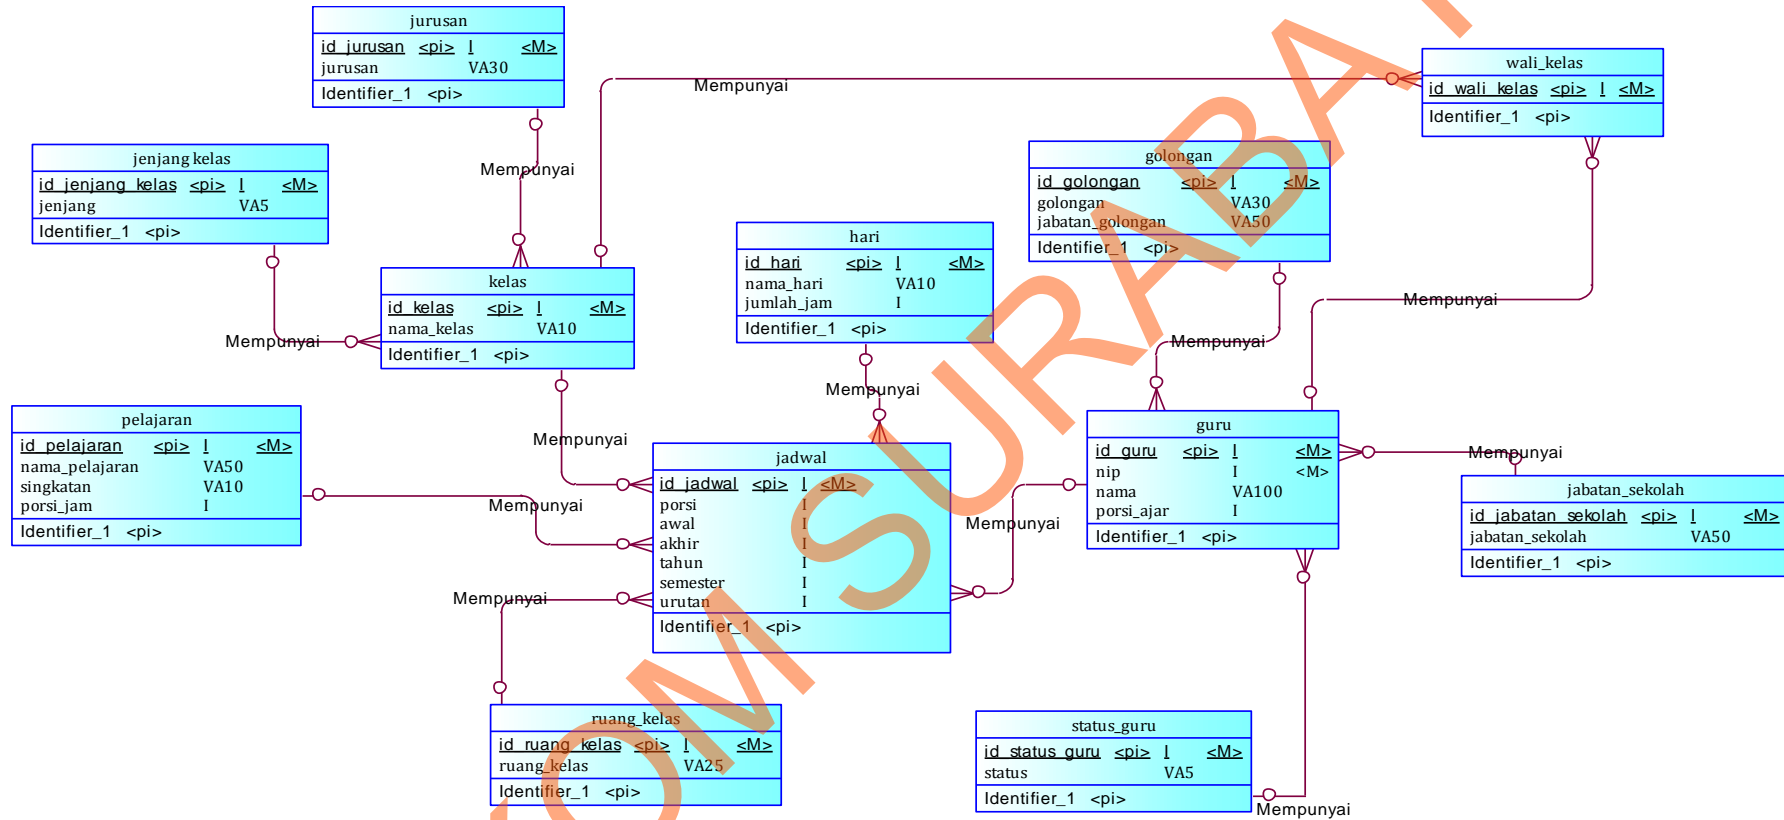 jurusan
id_jurusan <pi> I <M>
jurusan VA30
Identifier_1 <pi>
wali_kelas
id_wali_kelas <pi> I <M>
Identifier_1 <pi>
Mempunyai
jenjang kelas
id_jenjang_kelas <pi> I <M>
jenjang VA5
Identifier_1 <pi>
Mempunyai
golongan
id_golongan <pi> I <M>
golongan VA30
jabatan_golongan VA50
Identifier_1 <pi>
hari
id_hari <pi> I <M>
nama_hari VA10
jumlah_jam I
Identifier_1 <pi>
kelas
id_kelas <pi> I <M>
nama_kelas VA10
Identifier_1 <pi>
Mempunyai
Mempunyai
Mempunyai
Mempunyai
pelajaran
id_pelajaran <pi> I <M>
nama_pelajaran VA50
singkatan VA10
porsi_jam I
Identifier_1 <pi>
Mempunyai
jadwal
id_jadwal <pi> I <M>
porsi I
awal I
akhir I
tahun I
semester I
urutan I
Identifier_1 <pi>
guru
id_guru <pi> I <M>
nip I <M>
nama VA100
porsi_ajar I
Identifier_1 <pi>
Mempunyai
jabatan_sekolah
id_jabatan_sekolah <pi> I <M>
jabatan_sekolah VA50
Identifier_1 <pi>
Mempunyai
Mempunyai
Mempunyai
ruang_kelas
id_ruang_kelas <pi> I <M>
ruang_kelas VA25
Identifier_1 <pi>
status_guru
id_status_guru <pi> I <M>
status VA5
Identifier_1 <pi>
Mempunyai
OM SURABA